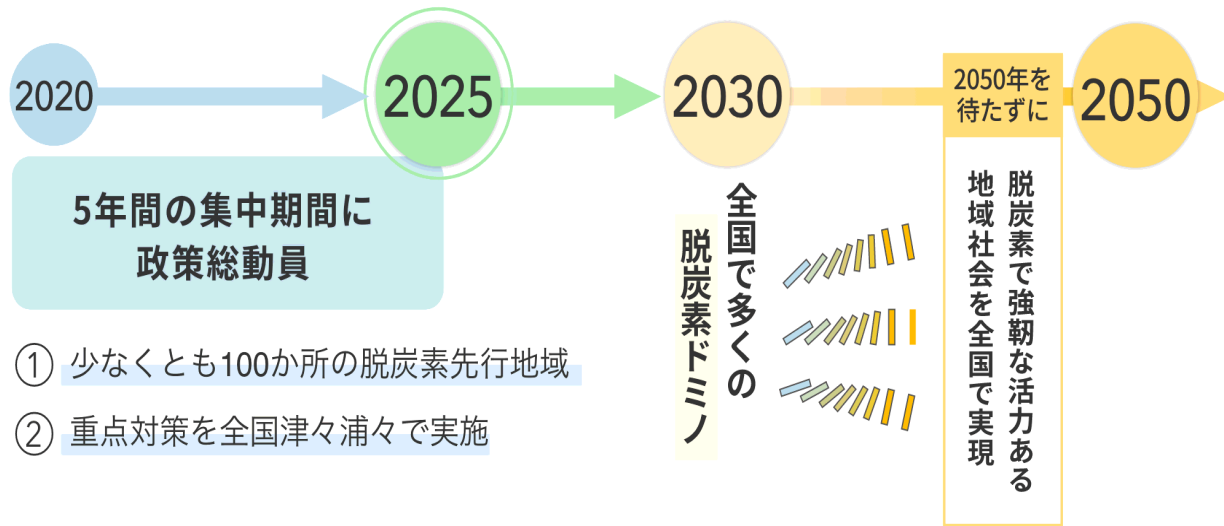 2020
2025
2030
2050年を
待たずに
2050
5年間の集中期間に
政策総動員
① 少なくとも100か所の脱炭素先行地域
② 重点対策を全国津々浦々で実施
全国で多くの
脱炭素ドミノ
脱炭素で強靭な活力ある
地域社会を全国で実現